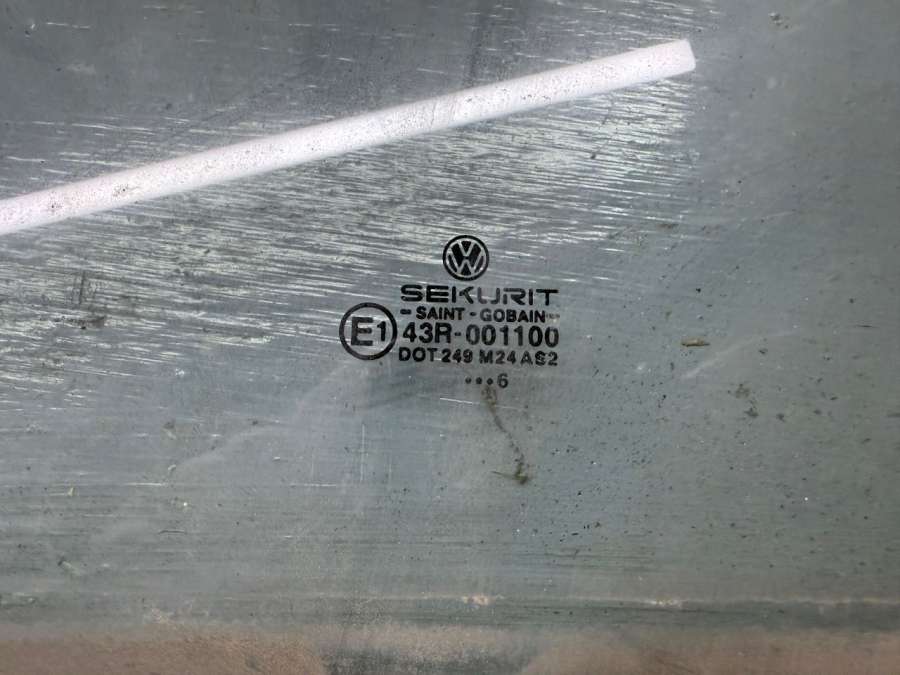 SEKURIT
- SAINT - GOBAIN -
E1 43R-001100
DOT 249 M24 AS2
•••6